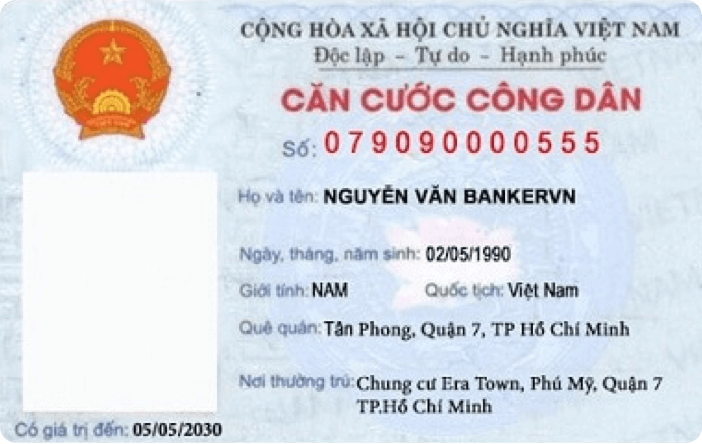 CỘNG HÒA XÃ HỘI CHỦ NGHĨA VIỆT NAM
Độc lập – Tự do – Hạnh phúc
CĂN CƯỚC CÔNG DÂN
Số: 079090000555
Họ và tên: NGUYỄN VĂN BANKERVN
Ngày, tháng, năm sinh: 02/05/1990
Giới tính: NAM Quốc tịch: Việt Nam
Quê quán: Tân Phong, Quận 7, TP Hồ Chí Minh
Nơi thường trú: Chung cư Era Town, Phú Mỹ, Quận 7
TP.Hồ Chí Minh
Có giá trị đến: 05/05/2030